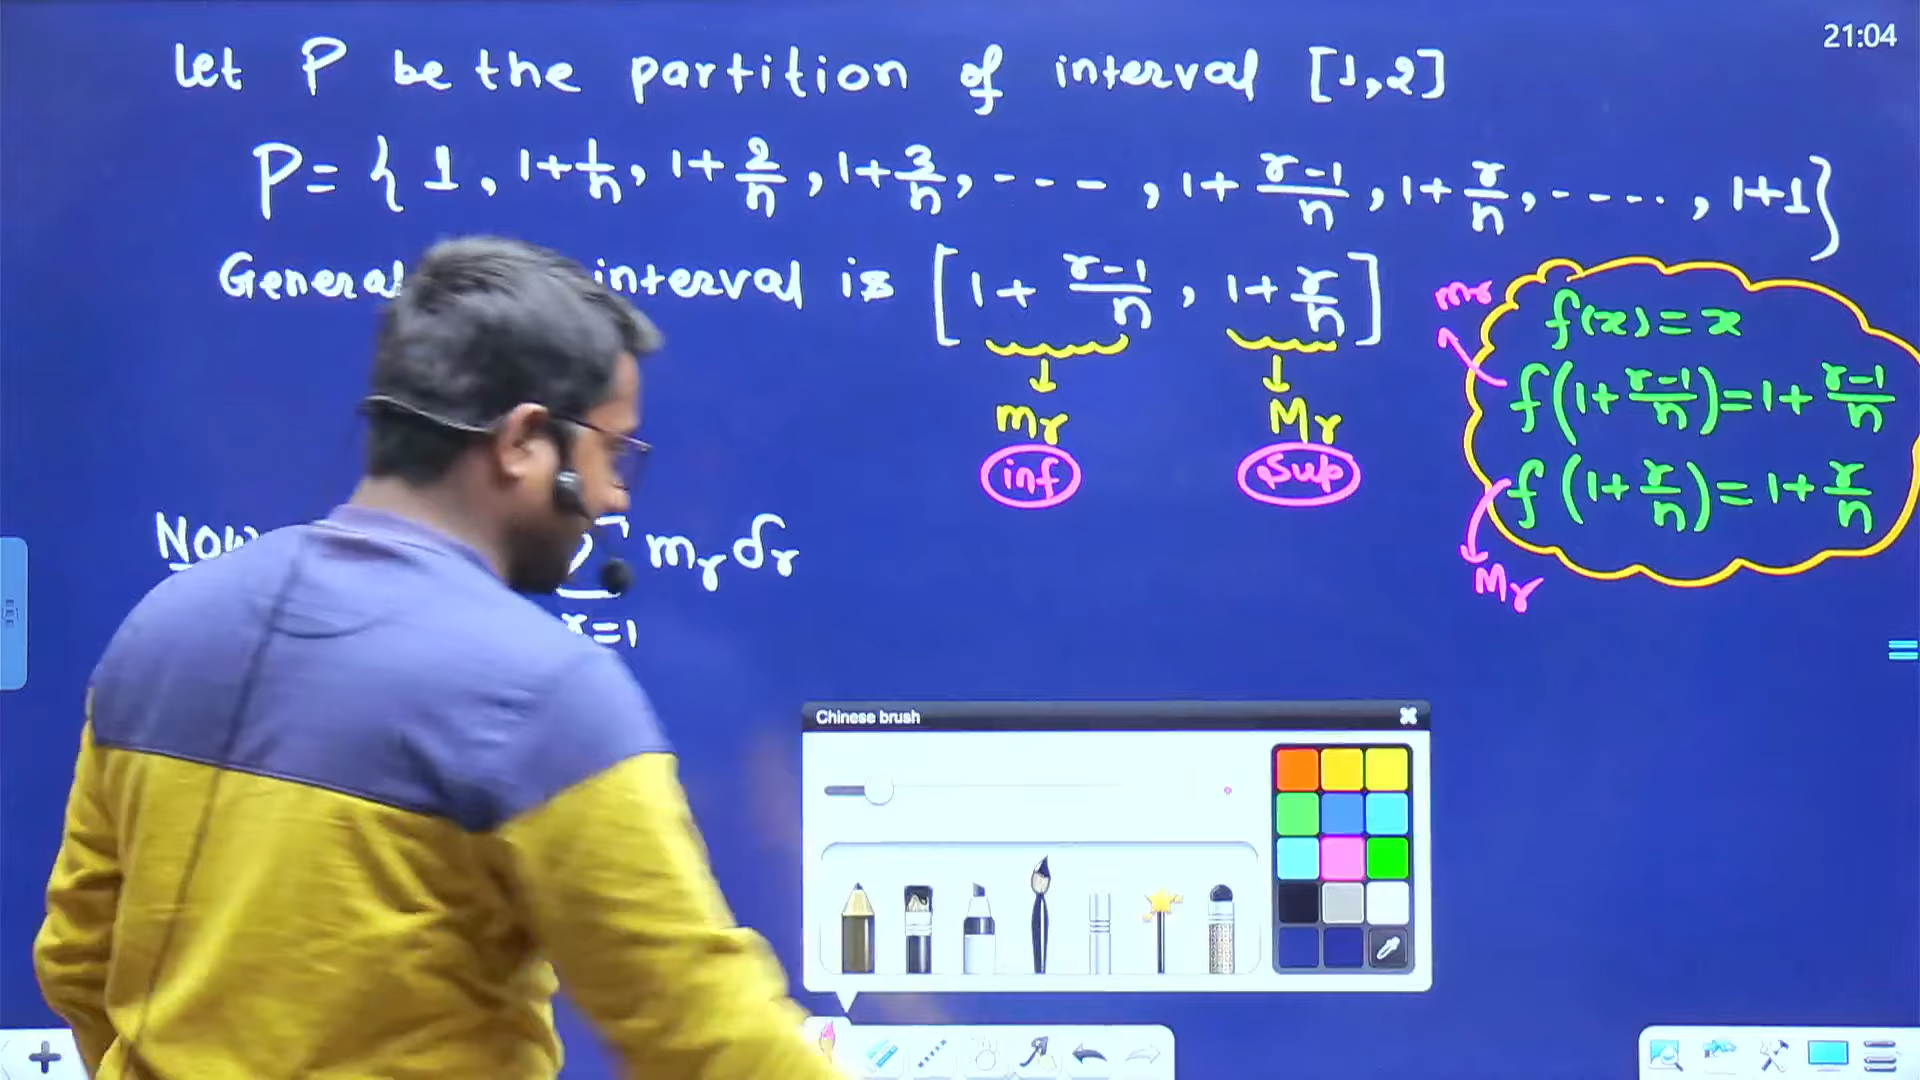 21:04
Let P be the partition of interval [1,2]
P = { 1, 1+1/n, 1+2/n, 1+3/n, ----, 1+(r-1)/n, 1+r/n, ----, 1+1}
General interval is [1+(r-1)/n, 1+r/n]
mr
Mr
inf
sup
mr
f(x)=x
f(1+(r-1)/n)=1+(r-1)/n
f(1+r/n)=1+r/n
Mr
Now mr δr
r=1
Chinese brush